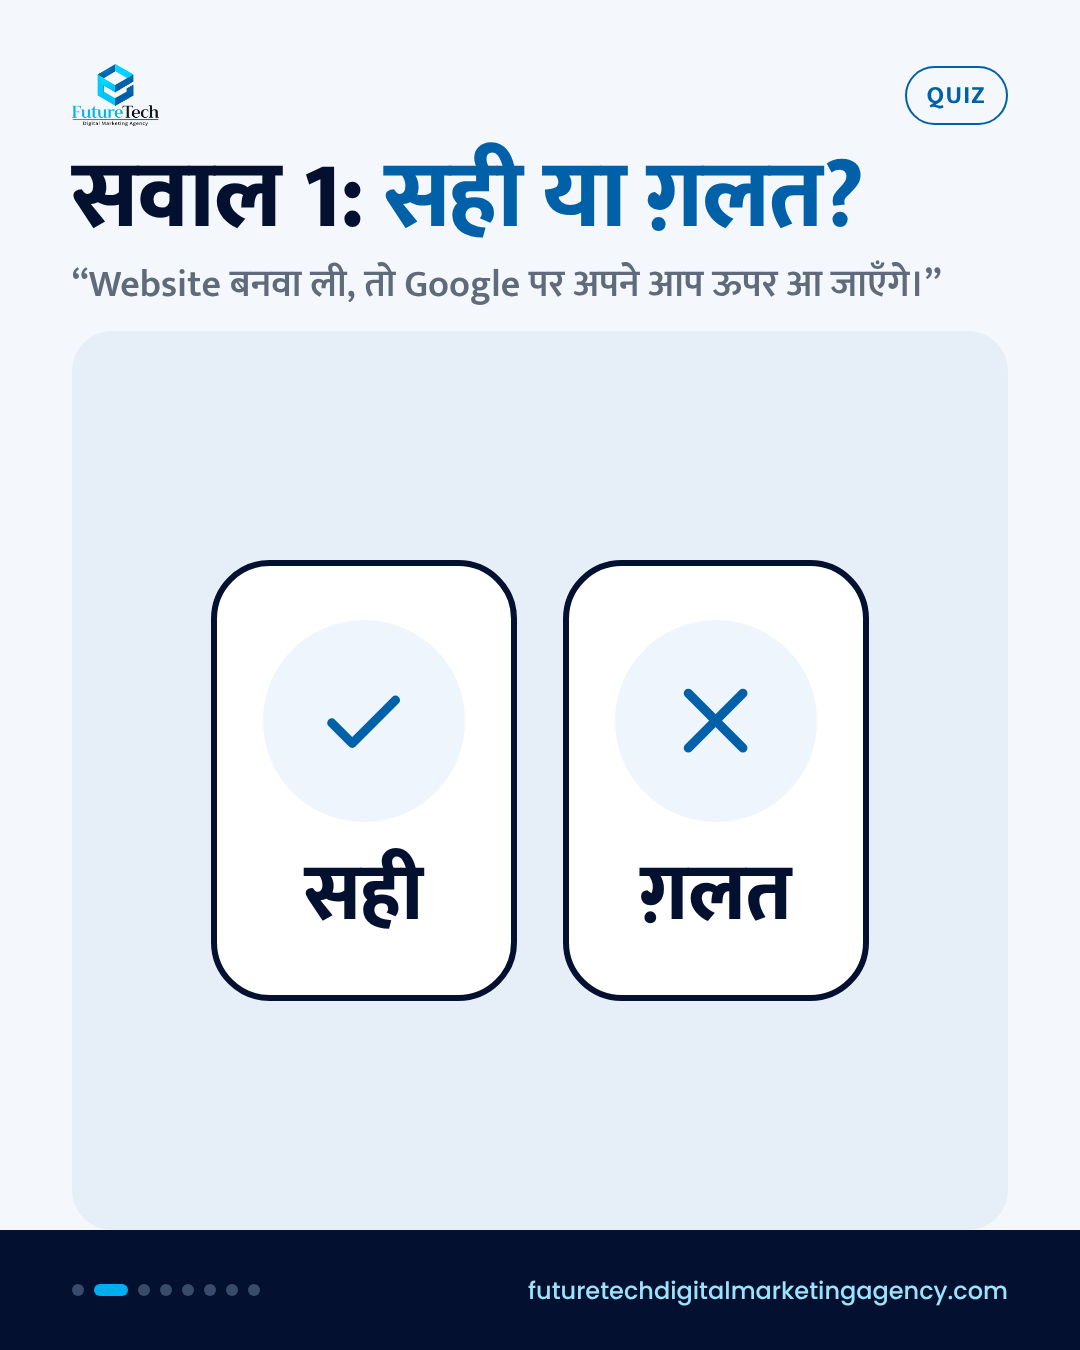 FutureTech
Digital Marketing Agency
QUIZ
सवाल 1: सही या ग़लत?
“Website बनवा ली, तो Google पर अपने आप ऊपर आ जाएँगे।”
सही
ग़लत
futuretechdigitalmarketingagency.com